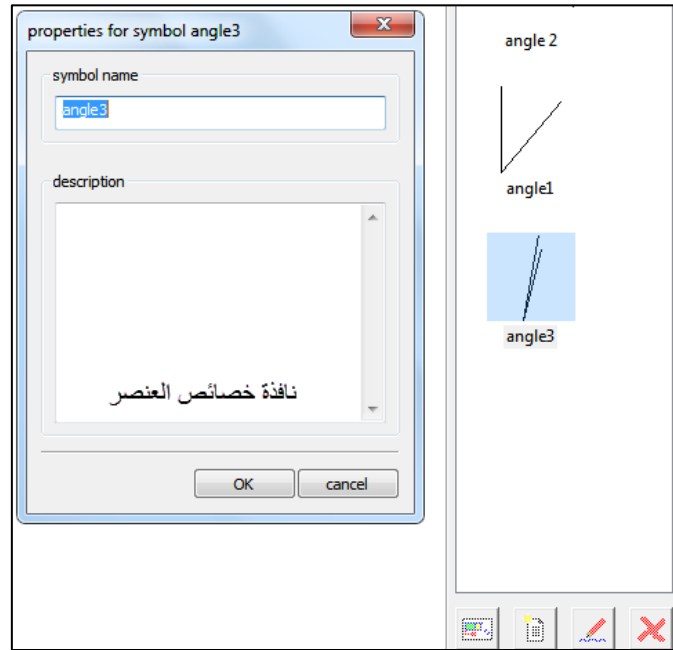 properties for symbol angle3
symbol name
angle3
description
نافذة خصائص العنصر
OK
cancel
angle 2
angle1
angle3